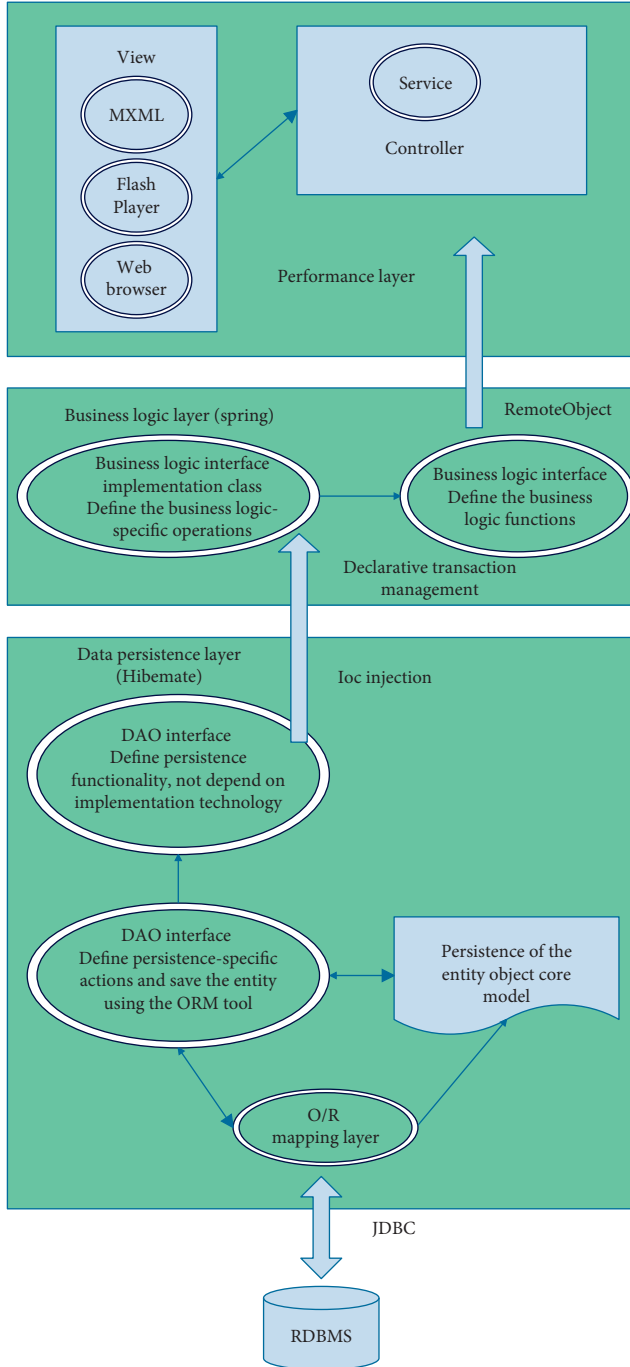 View
MXML
Flash
Player
Web
browser
Service
Controller
Performance layer
Business logic layer (spring)
RemoteObject
Business logic interface
implementation class
Define the business logic-
specific operations
Business logic interface
Define the business
logic functions
Declarative transaction
management
Data persistence layer
(Hibemate)
Ioc injection
DAO interface
Define persistence
functionality, not depend on
implementation technology
DAO interface
Define persistence-specific
actions and save the entity
using the ORM tool
Persistence of the
entity object core
model
O/R
mapping layer
JDBC
RDBMS